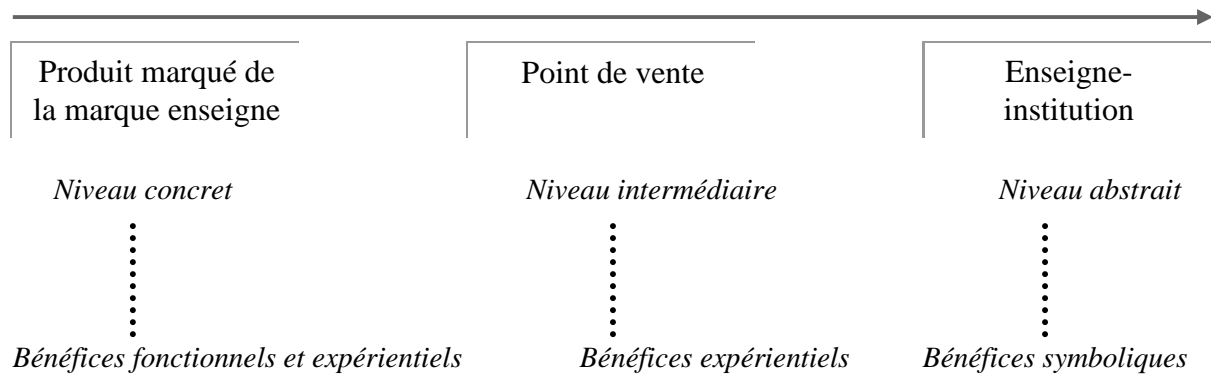 Produit marqué de
la marque enseigne
Point de vente
Enseigne-
institution
Niveau concret
Niveau intermédiaire
Niveau abstrait
Bénéfices fonctionnels et expérientiels
Bénéfices expérientiels
Bénéfices symboliques